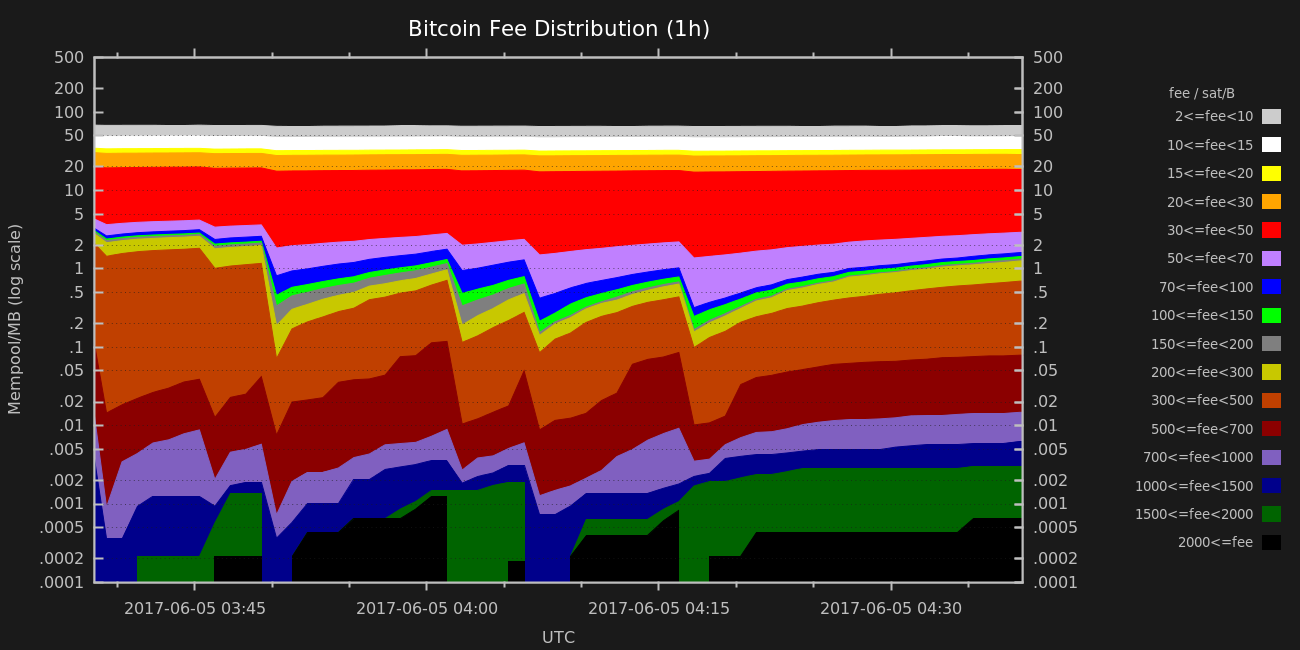 Bitcoin Fee Distribution (1h)
500
200
100
50
20
10
5
2
1
.5
.2
.1
.05
.02
.01
.005
.002
.001
.0005
.0002
.0001
Mempool/MB (log scale)
500
200
100
50
20
10
5
2
1
.5
.2
.1
.05
.02
.01
.005
.002
.001
.0005
.0002
.0001
2017-06-05 03:45
2017-06-05 04:00
2017-06-05 04:15
2017-06-05 04:30
UTC
fee / sat/B
2<=fee<10
10<=fee<15
15<=fee<20
20<=fee<30
30<=fee<50
50<=fee<70
70<=fee<100
100<=fee<150
150<=fee<200
200<=fee<300
300<=fee<500
500<=fee<700
700<=fee<1000
1000<=fee<1500
1500<=fee<2000
2000<=fee